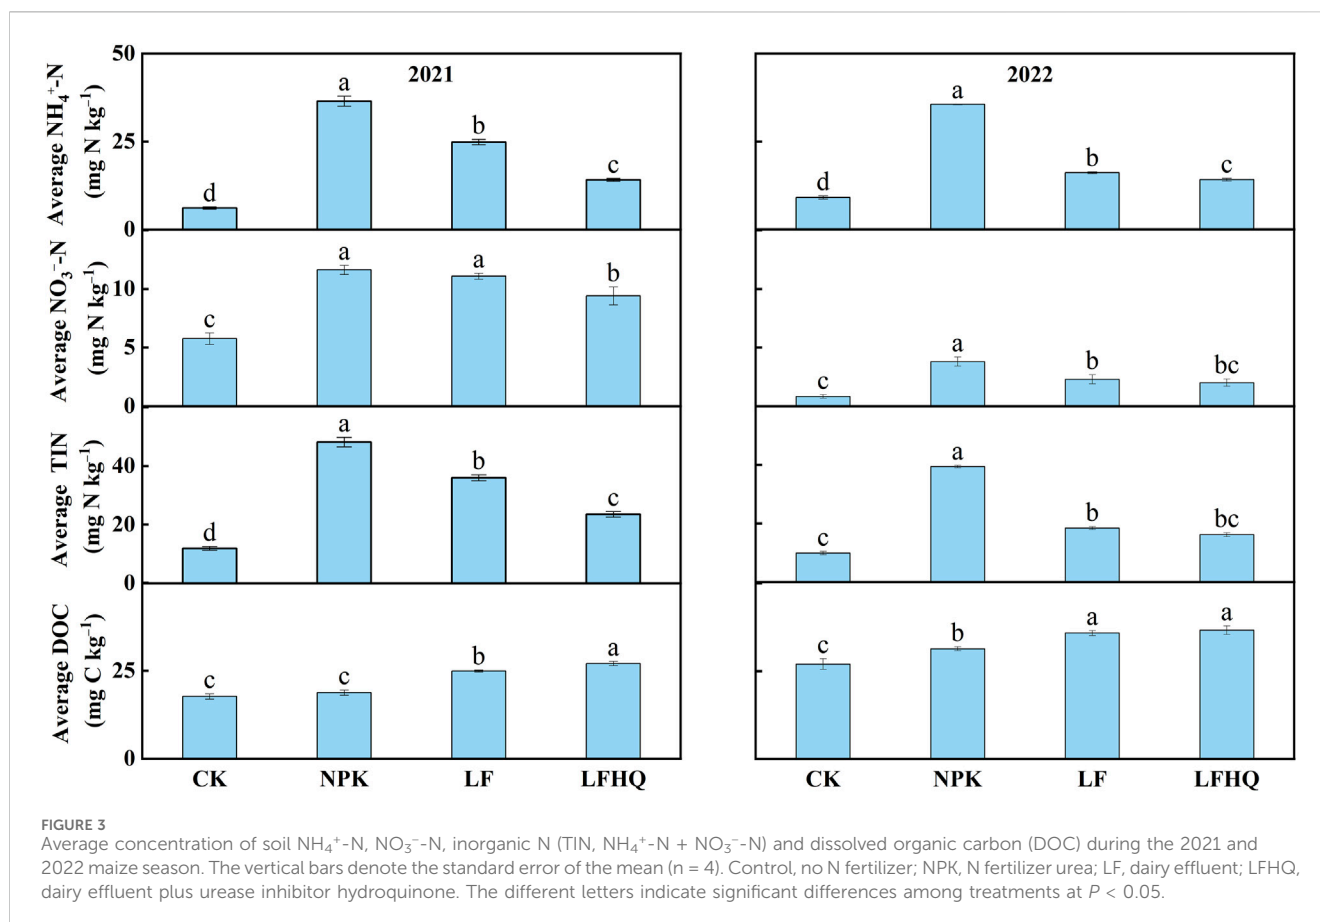 2021
2022
Average NH₄⁺-N
(mg N kg⁻¹)
50
25
0
d
a
b
c
d
a
b
c
Average NO₃⁻-N
(mg N kg⁻¹)
10
5
0
c
a
a
b
c
a
b
bc
Average TIN
(mg N kg⁻¹)
40
20
0
d
a
b
c
c
a
b
bc
Average DOC
(mg C kg⁻¹)
25
0
c
c
b
a
c
b
a
a
CK NPK LF LFHQ
CK NPK LF LFHQ
FIGURE 3
Average concentration of soil NH₄⁺-N, NO₃⁻-N, inorganic N (TIN, NH₄⁺-N + NO₃⁻-N) and dissolved organic carbon (DOC) during the 2021 and
2022 maize season. The vertical bars denote the standard error of the mean (n = 4). Control, no N fertilizer; NPK, N fertilizer urea; LF, dairy effluent; LFHQ,
dairy effluent plus urease inhibitor hydroquinone. The different letters indicate significant differences among treatments at P < 0.05.